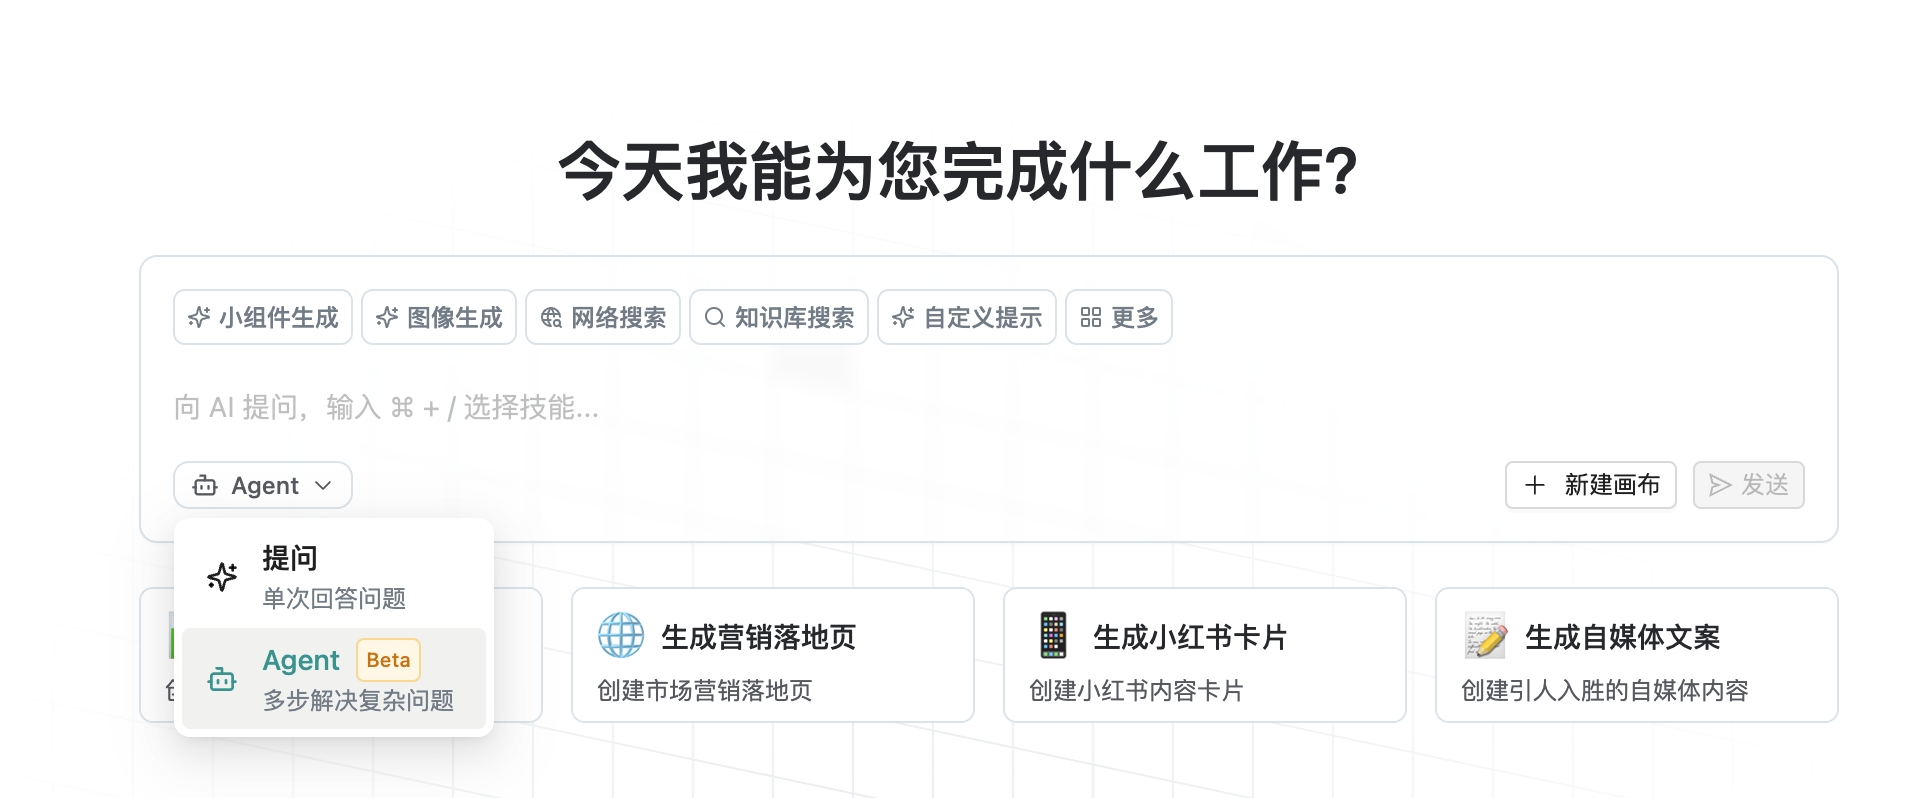 今天我能为您完成什么工作?
小组件生成 图像生成 网络搜索 知识库搜索 自定义提示 更多
向 AI 提问，输入 ⌘ + / 选择技能...
Agent
新建画布 发送
提问
单次回答问题
Agent Beta
多步解决复杂问题
生成营销落地页
创建市场营销落地页
生成小红书卡片
创建小红书内容卡片
生成自媒体文案
创建引人入胜的自媒体内容